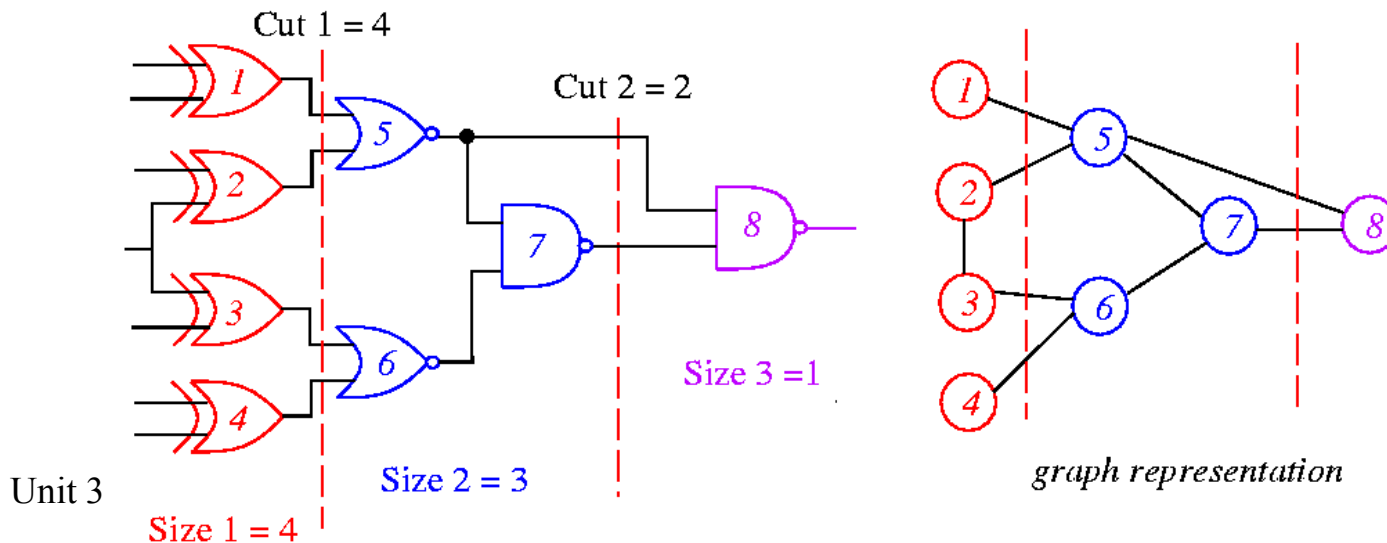 Cut 1 = 4
Cut 2 = 2
1
2
3
4
5
6
7
8
Size 3 =1
Size 2 = 3
Size 1 = 4
Unit 3
1
2
3
4
5
6
7
8
graph representation